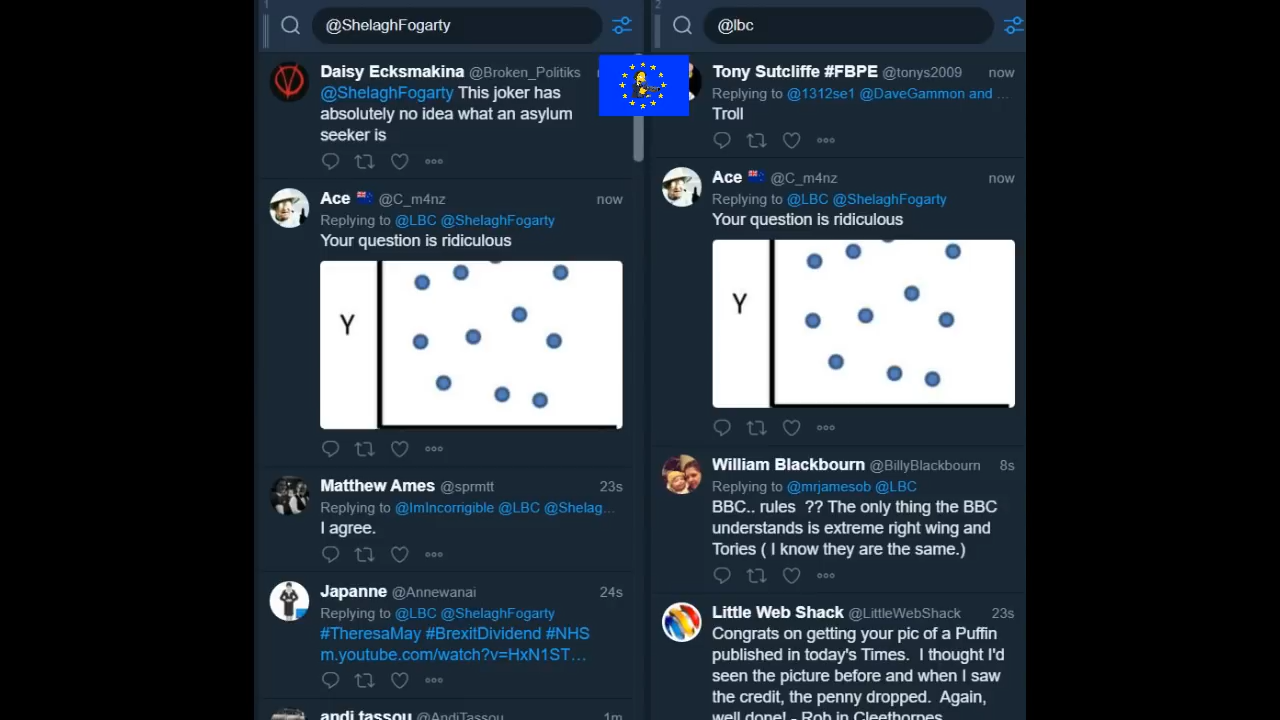 1
@ShelaghFogarty
Daisy Ecksmakina @Broken_Politiks
@ShelaghFogarty This joker has
absolutely no idea what an asylum
seeker is
Ace @C_m4nz now
Replying to @LBC @ShelaghFogarty
Your question is ridiculous
Y
Matthew Ames @sprmtt 23s
Replying to @ImIncorrigible @LBC @Shelag...
I agree.
Japanne @Annewanai 24s
Replying to @LBC @ShelaghFogarty
#TheresaMay #BrexitDividend #NHS
m.youtube.com/watch?v=HxN1ST…
andi tassou @AndiTassou 1m
2
@lbc
Tony Sutcliffe #FBPE @tonys2009 now
Replying to @1312se1 @DaveGammon and ...
Troll
Ace @C_m4nz now
Replying to @LBC @ShelaghFogarty
Your question is ridiculous
Y
William Blackbourn @BillyBlackbourn 8s
Replying to @mrjamesob @LBC
BBC.. rules ?? The only thing the BBC
understands is extreme right wing and
Tories ( I know they are the same.)
Little Web Shack @LittleWebShack 23s
Congrats on getting your pic of a Puffin
published in today's Times. I thought I'd
seen the picture before and when I saw
the credit, the penny dropped. Again,
well done! - Rob in Cleethorpes